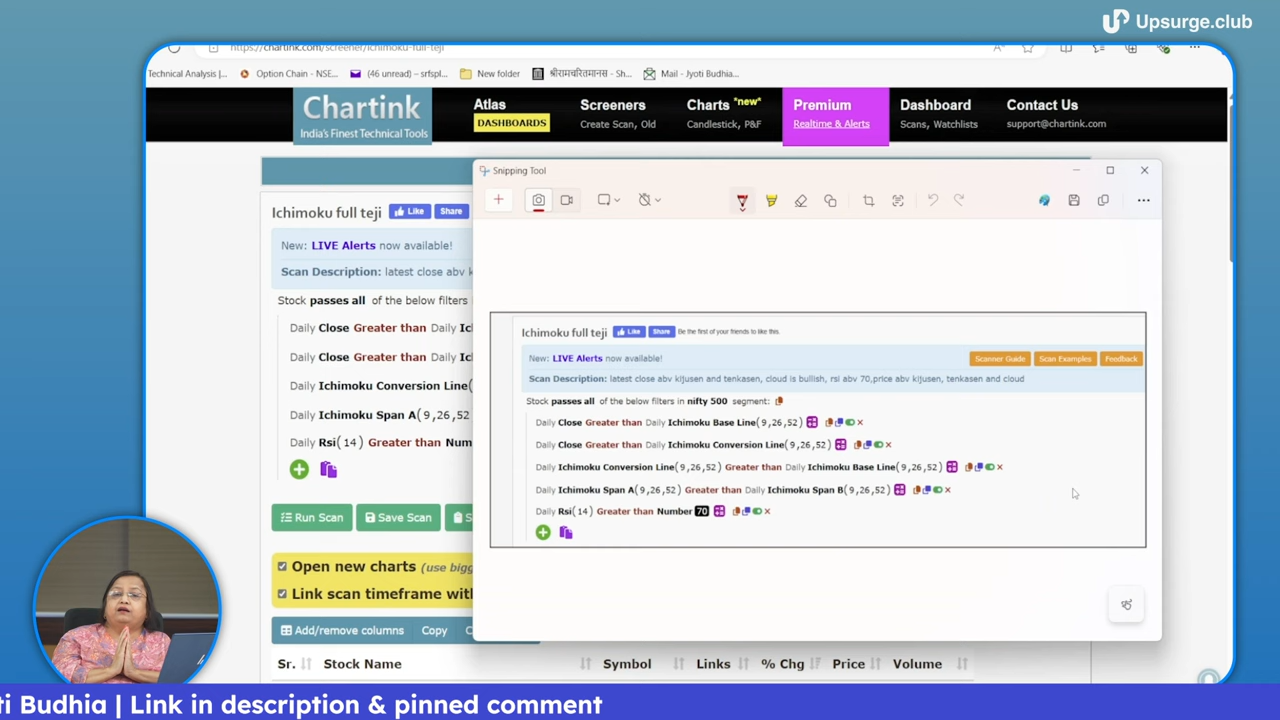 Upsurge.club
https://chartink.com/screener/ichimoku-full-teji
Technical Analysis |... Option Chain - NSE... (46 unread) – srfspl... New folder श्रीरामचरितमानस - Sh... Mail - Jyoti Budhia...
Chartink
India's Finest Technical Tools
Atlas
DASHBOARDS
Screeners
Create Scan, Old
Charts *new*
Candlestick, P&F
Premium
Realtime & Alerts
Dashboard
Scans, Watchlists
Contact Us
support@chartink.com
Ichimoku full teji Like Share
New: LIVE Alerts now available!
Scan Description: latest close abv k
Stock passes all of the below filters
Daily Close Greater than Daily Ic
Daily Close Greater than Daily Ic
Daily Ichimoku Conversion Line(
Daily Ichimoku Span A(9,26,52
Daily Rsi(14) Greater than Num
Run Scan Save Scan S
Open new charts (use bigg
Link scan timeframe wit
Add/remove columns Copy C
Sr. Stock Name Symbol Links % Chg Price Volume
Snipping Tool
Ichimoku full teji Like Share Be the first of your friends to like this.
New: LIVE Alerts now available! Scanner Guide Scan Examples Feedback
Scan Description: latest close abv kijusen and tenkasen, cloud is bullish, rsi abv 70,price abv kijusen, tenkasen and cloud
Stock passes all of the below filters in nifty 500 segment:
Daily Close Greater than Daily Ichimoku Base Line(9,26,52)
Daily Close Greater than Daily Ichimoku Conversion Line(9,26,52)
Daily Ichimoku Conversion Line(9,26,52) Greater than Daily Ichimoku Base Line(9,26,52)
Daily Ichimoku Span A(9,26,52) Greater than Daily Ichimoku Span B(9,26,52)
Daily Rsi(14) Greater than Number 70
ti Budhia | Link in description & pinned comment